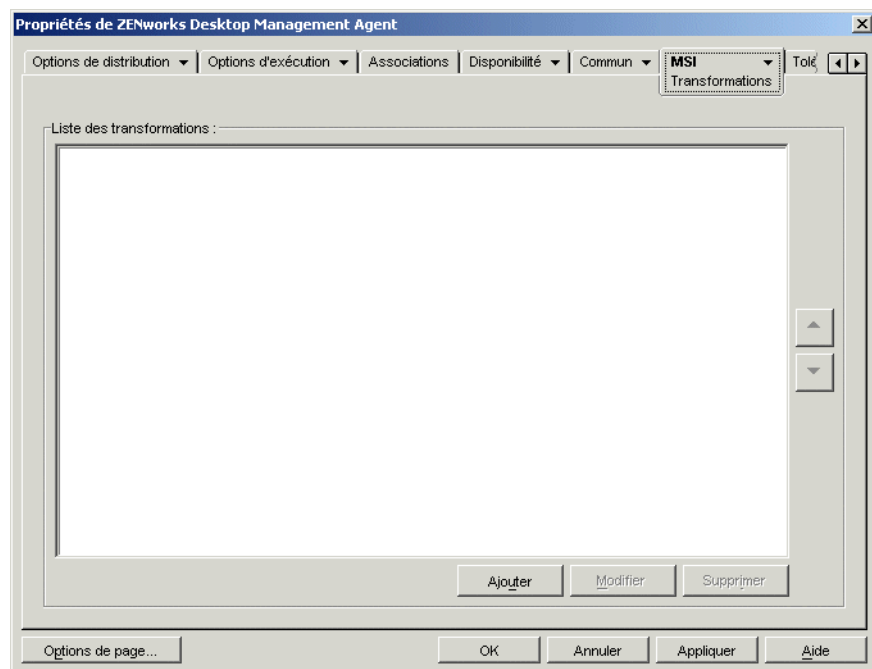 Propriétés de ZENworks Desktop Management Agent
Options de distribution Options d'exécution Associations Disponibilité Commun MSI
Transformations
Liste des transformations :
Ajouter Modifier Supprimer
Options de page... OK Annuler Appliquer Aide